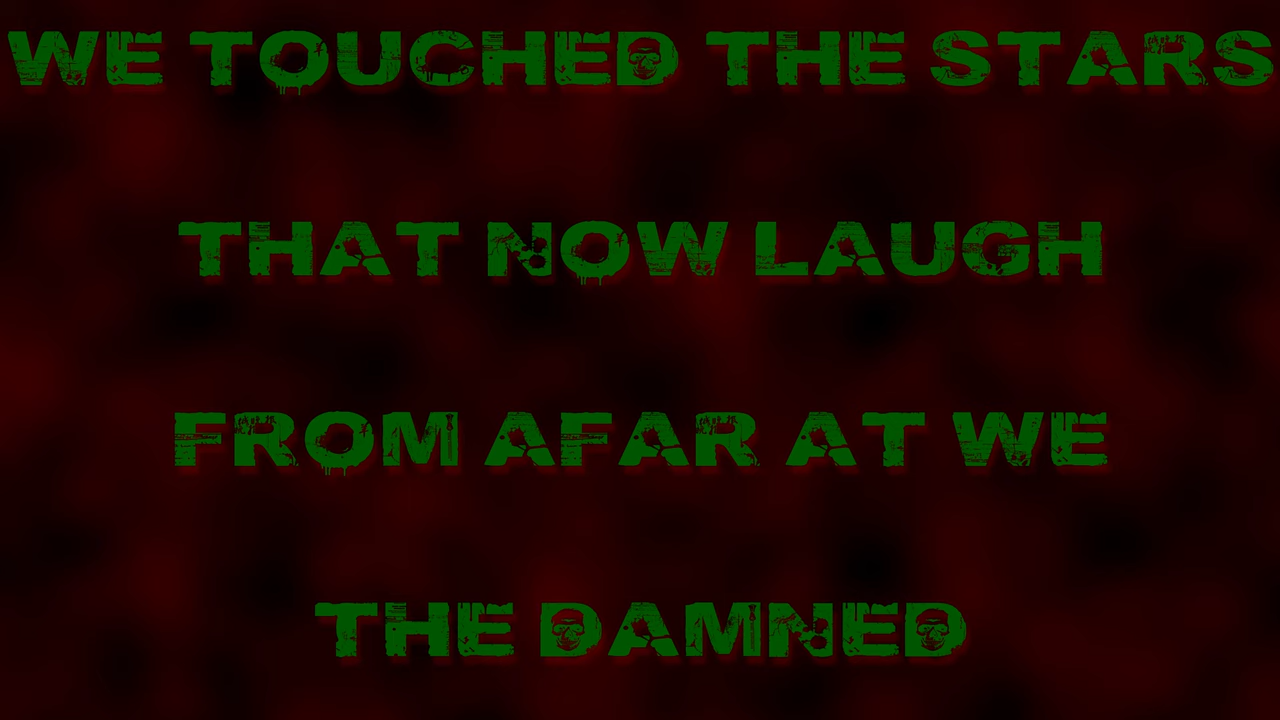 WE TOUCHED THE STARS
THAT NOW LAUGH
FROM AFAR AT WE
THE DAMNED